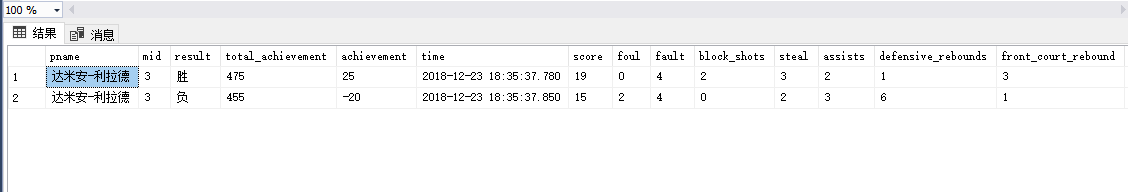 100 %
结果 消息
pname mid result total_achievement achievement time score foul fault block_shots steal assists defensive_rebounds front_court_rebound
1 达米安-利拉德 3 胜 475 25 2018-12-23 18:35:37.780 19 0 4 2 3 2 1 3
2 达米安-利拉德 3 负 455 -20 2018-12-23 18:35:37.850 15 2 4 0 2 3 6 1